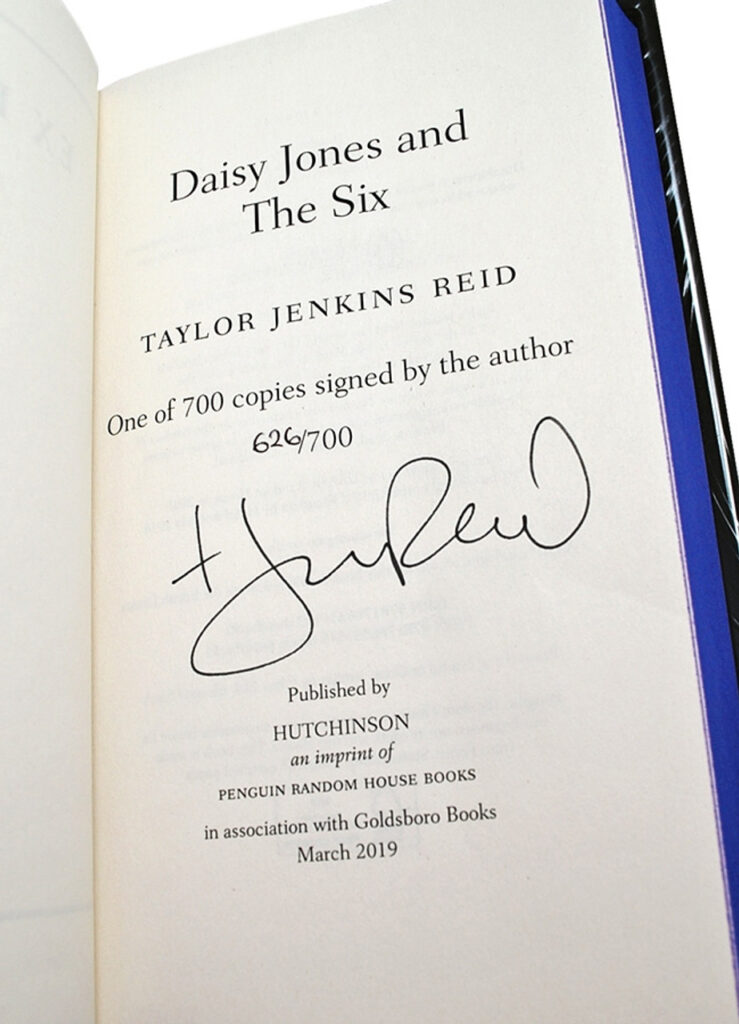 Daisy Jones and
The Six
TAYLOR JENKINS REID
One of 700 copies signed by the author
626/700
Published by
HUTCHINSON
an imprint of
PENGUIN RANDOM HOUSE BOOKS
in association with Goldsboro Books
March 2019